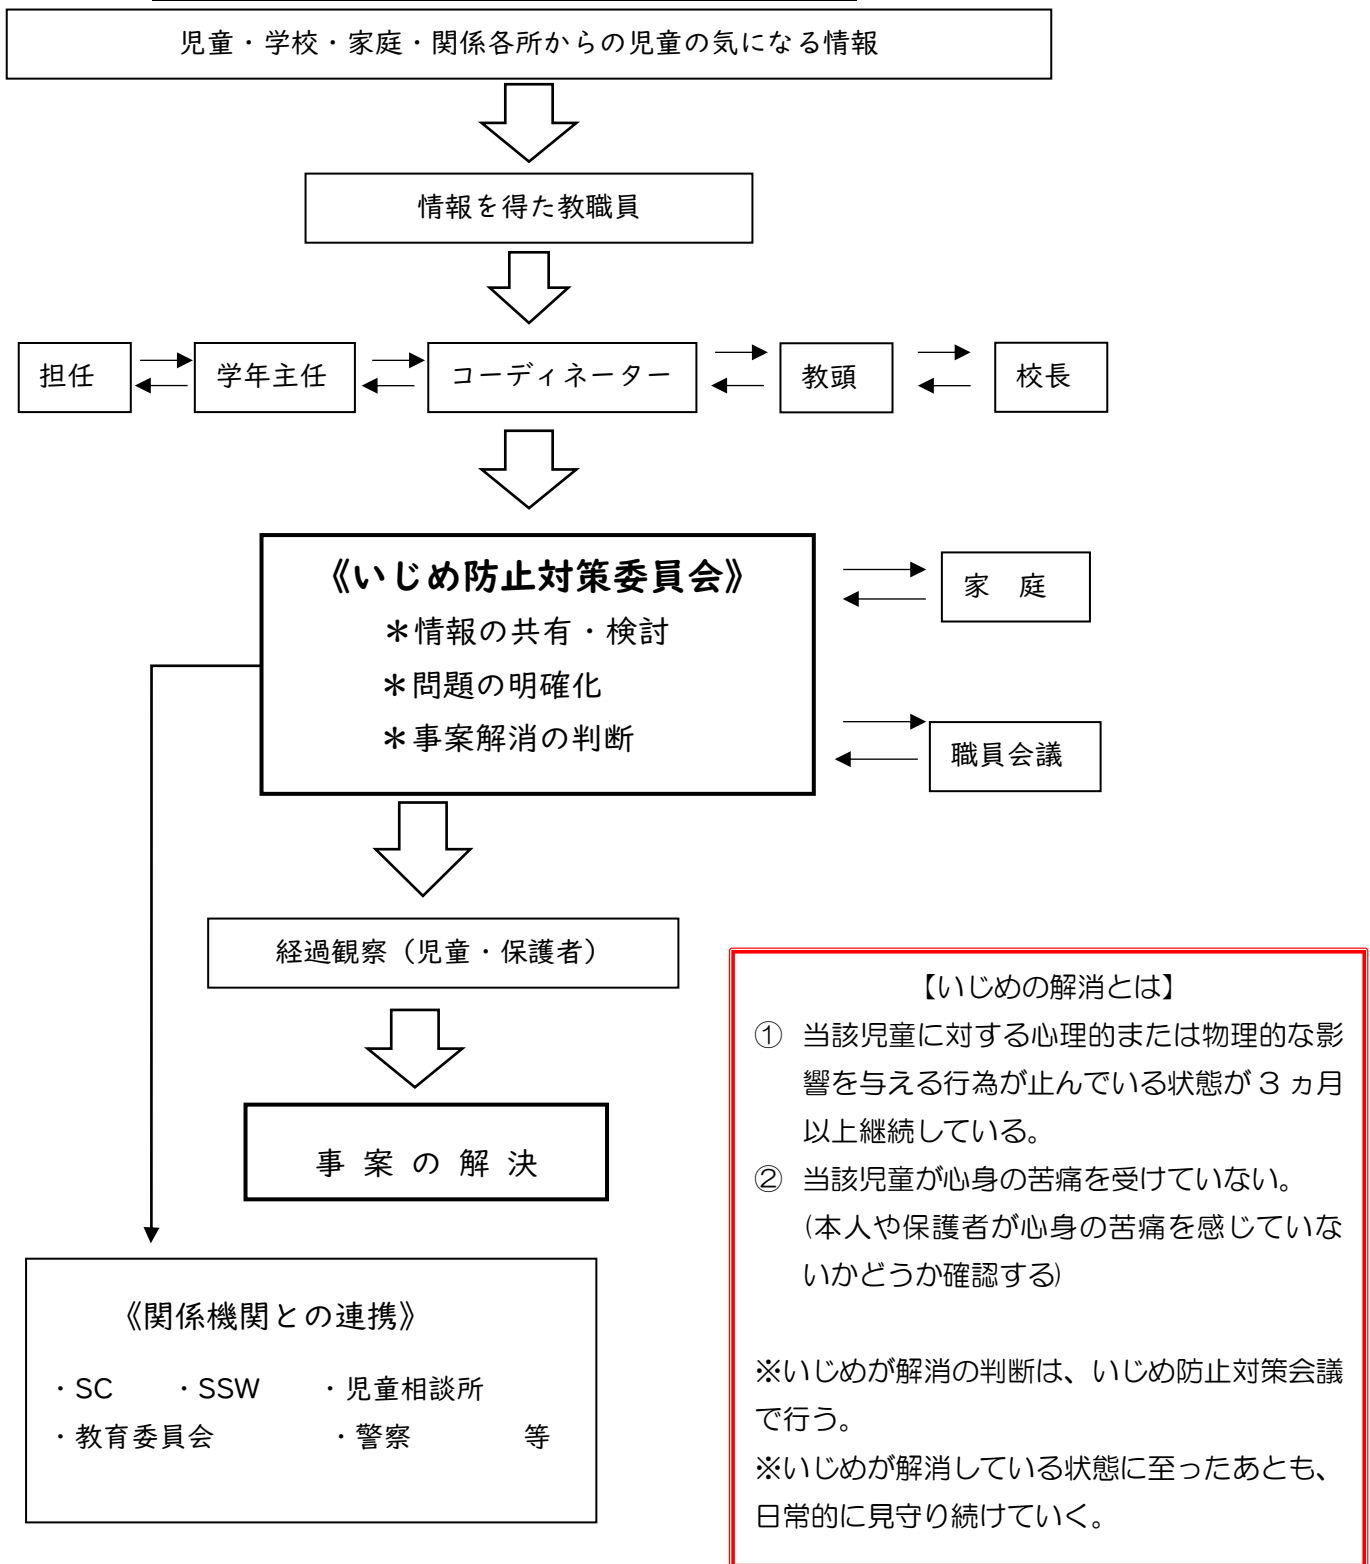 児童・学校・家庭・関係各所からの児童の気になる情報
情報を得た教職員
担任
学年主任
コーディネーター
教頭
校長
《いじめ防止対策委員会》
＊情報の共有・検討
＊問題の明確化
＊事案解消の判断
家　庭
職員会議
経過観察（児童・保護者）
事 案 の 解 決
《関係機関との連携》
・SC　・SSW　・児童相談所
・教育委員会　・警察　等
【いじめの解消とは】
① 当該児童に対する心理的または物理的な影
響を与える行為が止んでいる状態が 3 ヵ月
以上継続している。
② 当該児童が心身の苦痛を受けていない。
(本人や保護者が心身の苦痛を感じていな
いかどうか確認する)
※いじめが解消の判断は、いじめ防止対策会議
で行う。
※いじめが解消している状態に至ったあとも、
日常的に見守り続けていく。